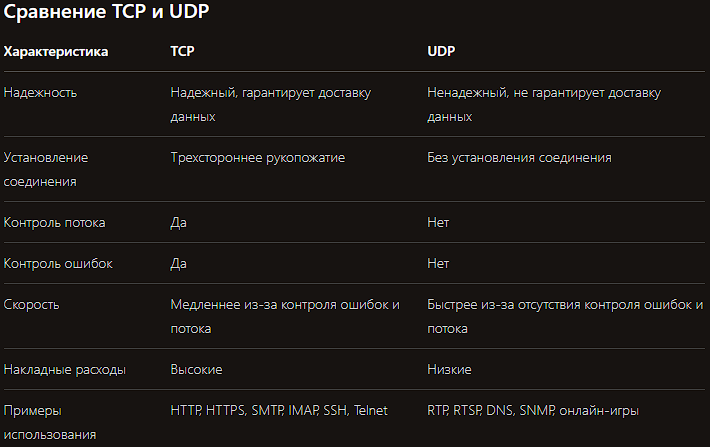 Сравнение TCP и UDP
Характеристика TCP UDP
Надежность Надежный, гарантирует доставку данных Ненадежный, не гарантирует доставку данных
Установление соединения Трехстороннее рукопожатие Без установления соединения
Контроль потока Да Нет
Контроль ошибок Да Нет
Скорость Медленнее из-за контроля ошибок и потока Быстрее из-за отсутствия контроля ошибок и потока
Накладные расходы Высокие Низкие
Примеры использования HTTP, HTTPS, SMTP, IMAP, SSH, Telnet RTP, RTSP, DNS, SNMP, онлайн-игры